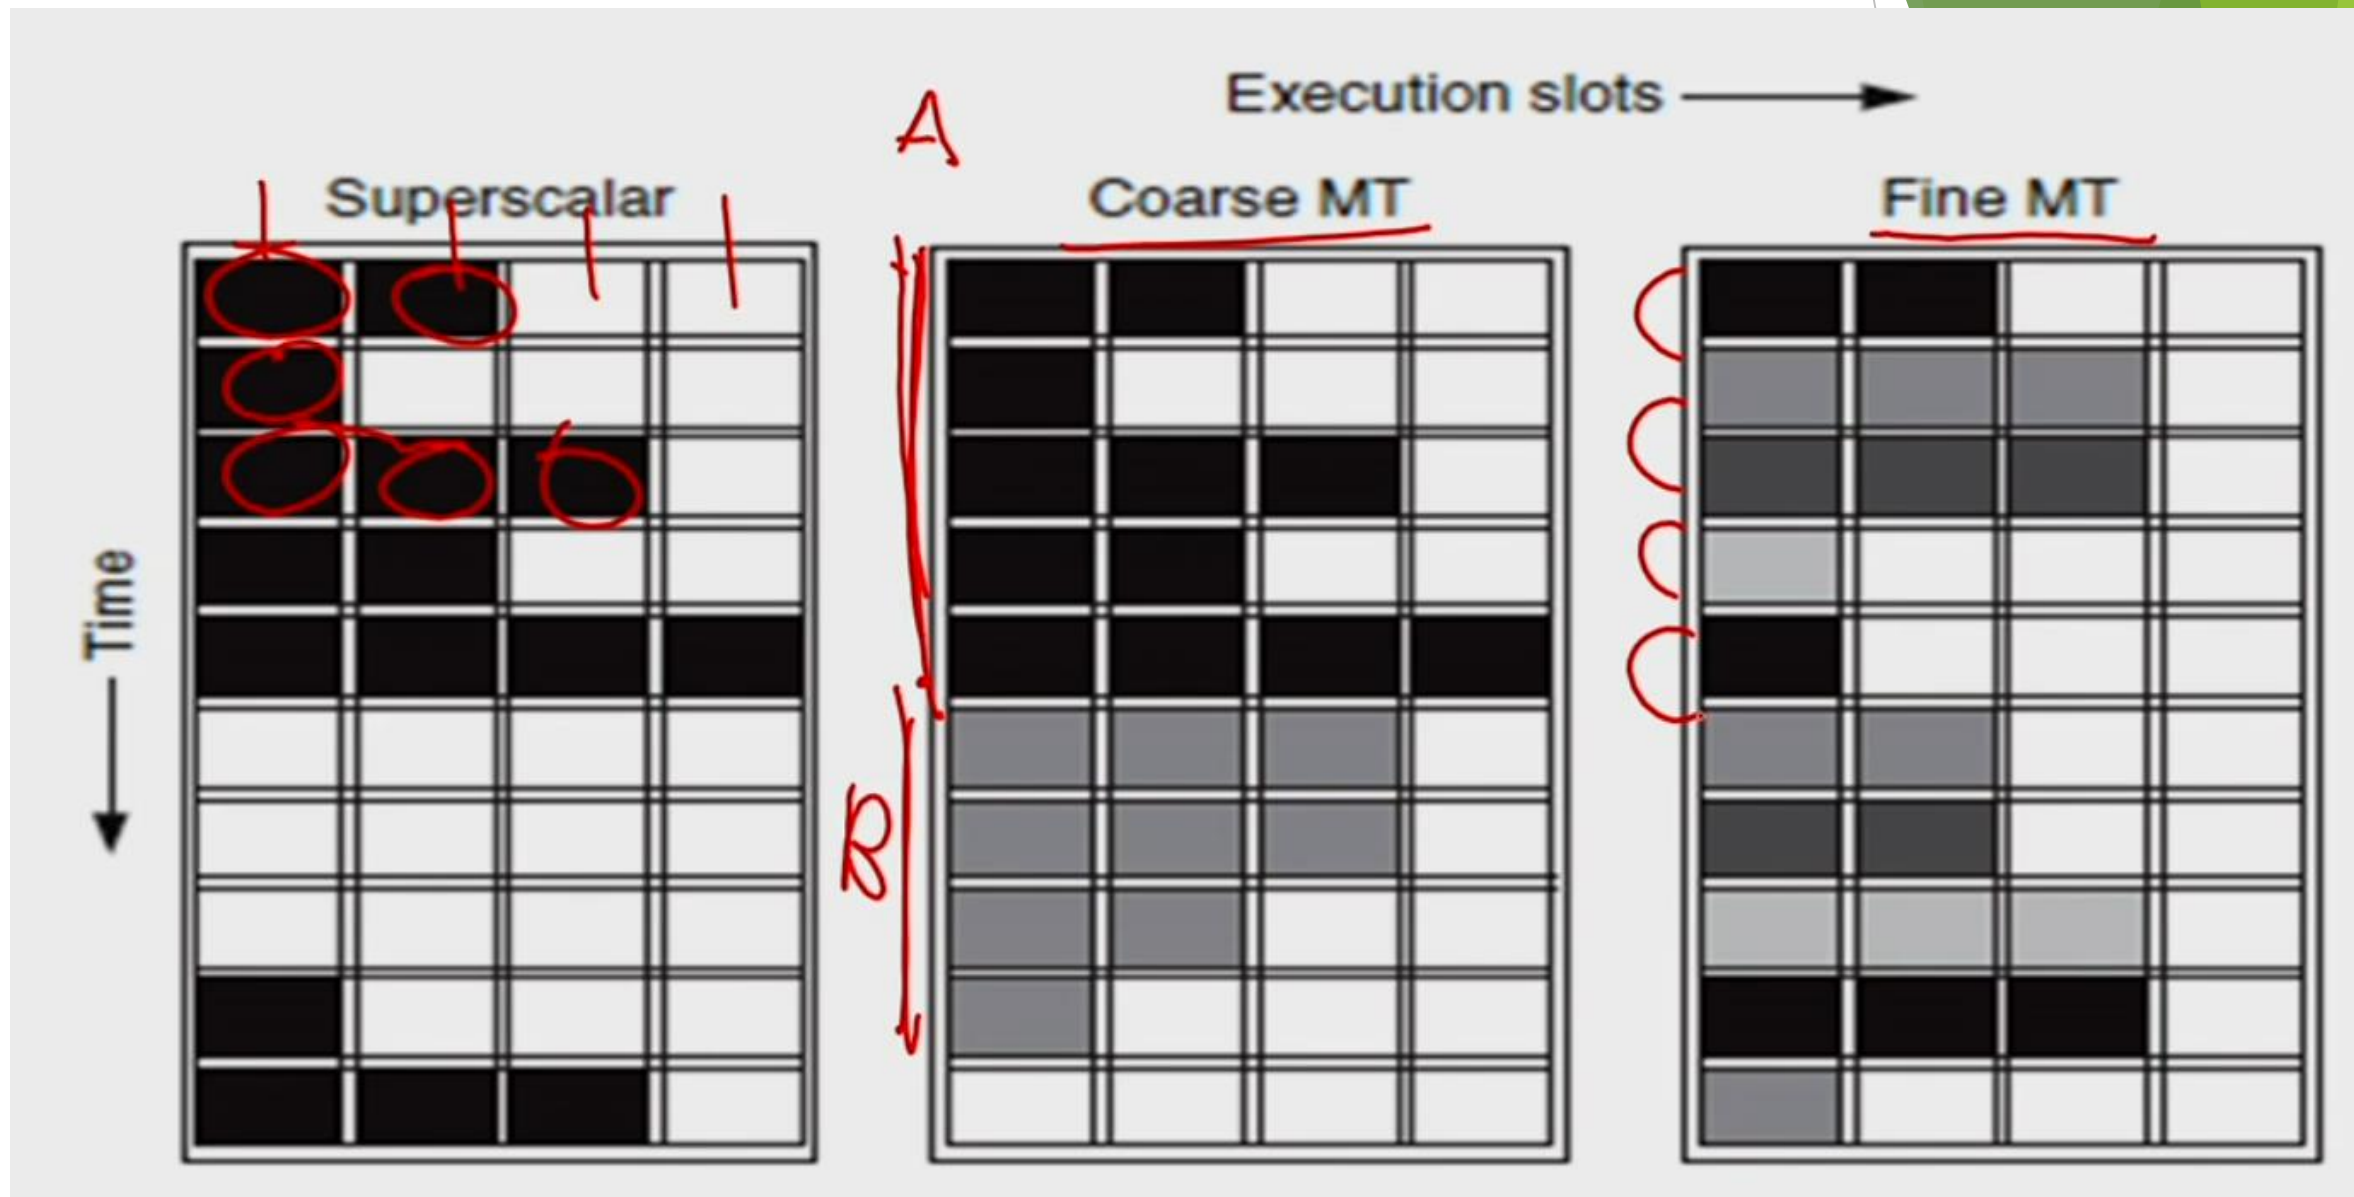 Execution slots
A
Superscalar
Coarse MT
Fine MT
Time
B